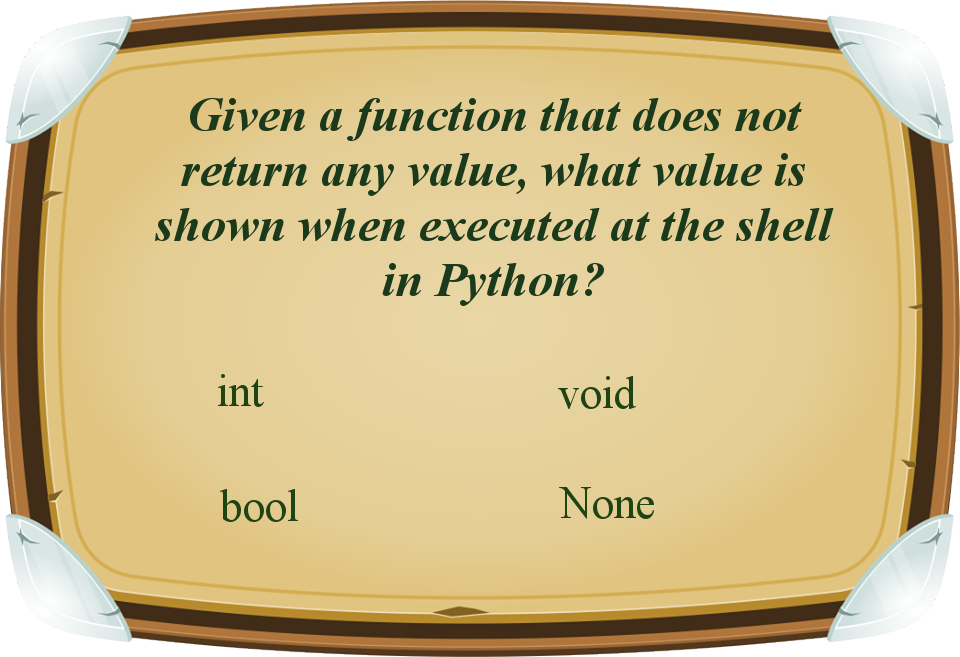 Given a function that does not
return any value, what value is
shown when executed at the shell
in Python?
int
void
bool
None